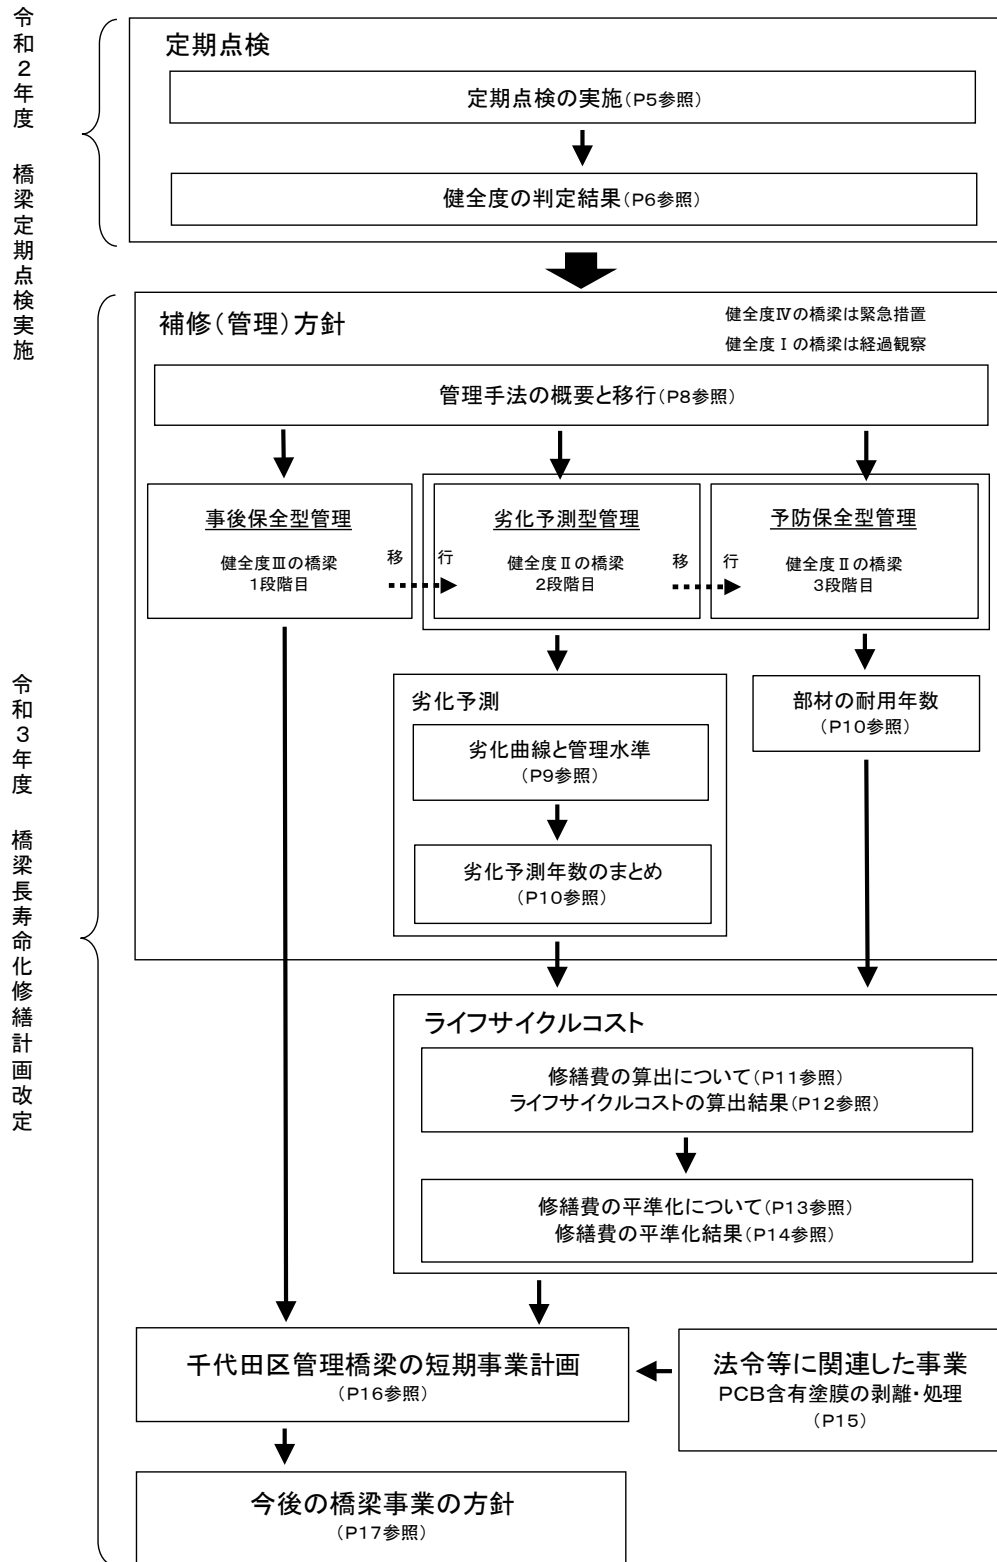 令和２年度　橋梁定期点検実施
定期点検
定期点検の実施（P5参照）
健全度の判定結果（P6参照）
令和３年度　橋梁長寿命化修繕計画改定
補修（管理）方針
健全度Ⅳの橋梁は緊急措置
健全度Ⅰの橋梁は経過観察
管理手法の概要と移行（P8参照）
事後保全型管理
健全度Ⅲの橋梁
1段階目
移　行
劣化予測型管理
健全度Ⅱの橋梁
2段階目
移　行
予防保全型管理
健全度Ⅱの橋梁
3段階目
劣化予測
劣化曲線と管理水準
（P9参照）
劣化予測年数のまとめ
（P10参照）
部材の耐用年数
（P10参照）
ライフサイクルコスト
修繕費の算出について（P11参照）
ライフサイクルコストの算出結果（P12参照）
修繕費の平準化について（P13参照）
修繕費の平準化結果（P14参照）
千代田区管理橋梁の短期事業計画
（P16参照）
法令等に関連した事業
PCB含有塗膜の剥離・処理
（P15）
今後の橋梁事業の方針
（P17参照）